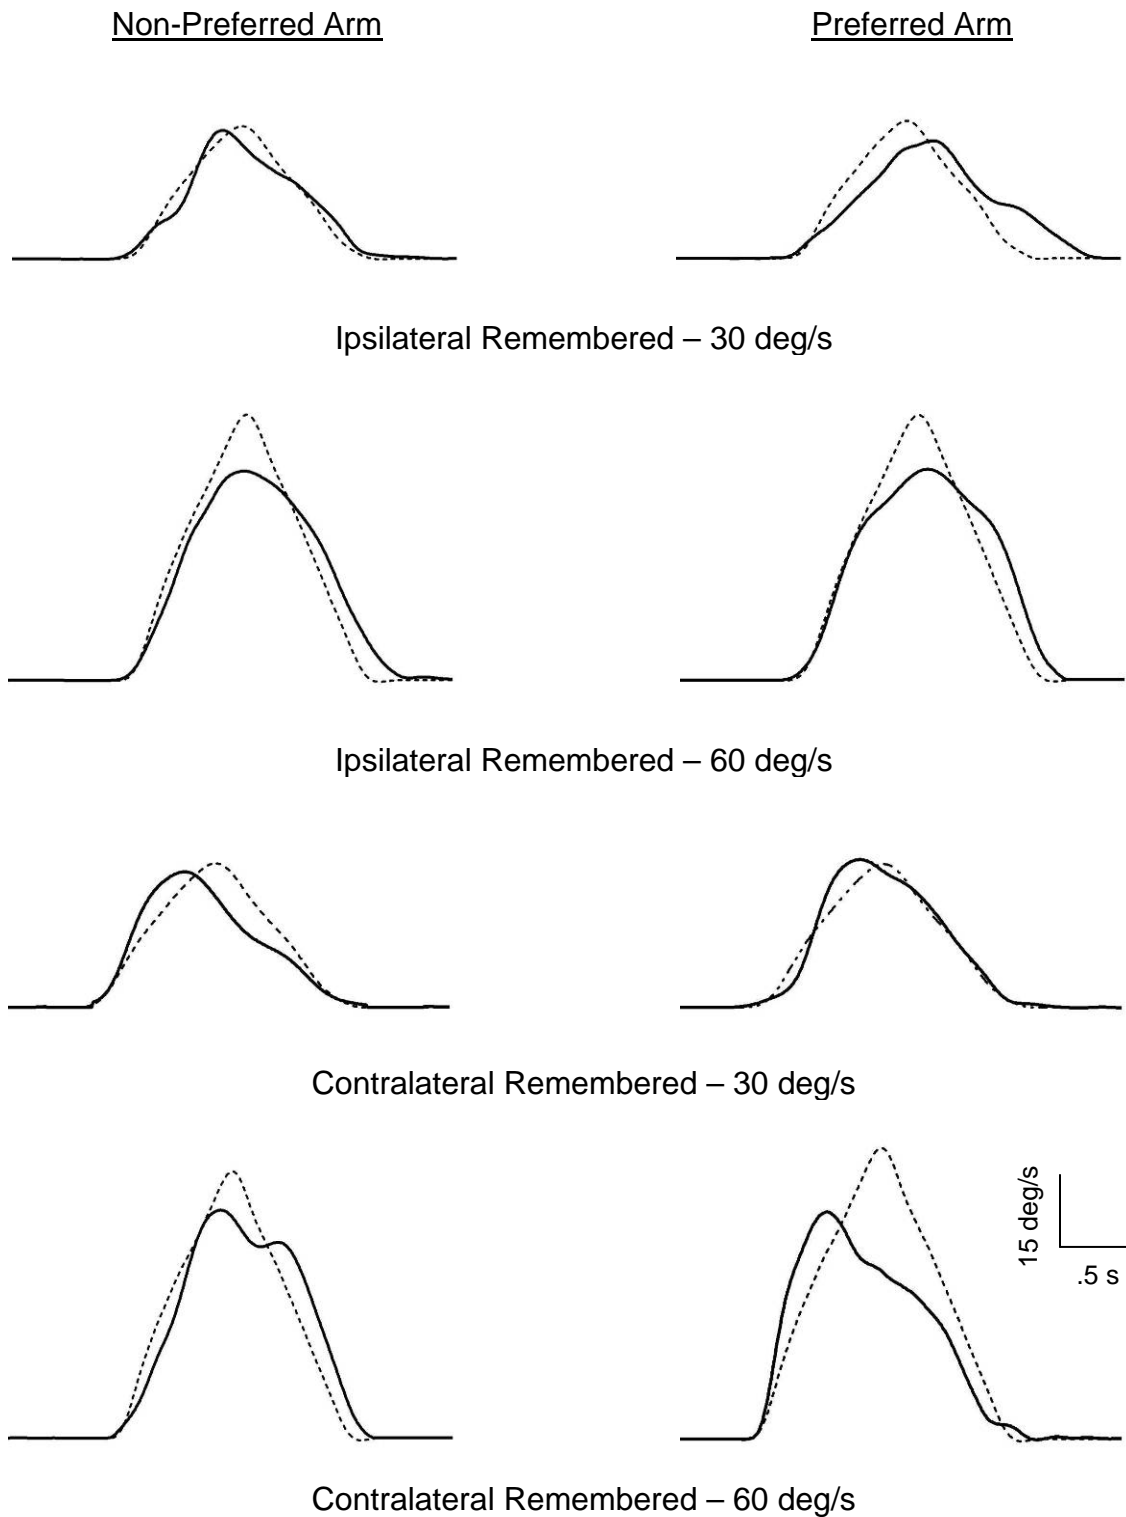 Non-Preferred Arm
Preferred Arm
Ipsilateral Remembered – 30 deg/s
Ipsilateral Remembered – 60 deg/s
Contralateral Remembered – 30 deg/s
15 deg/s
.5 s
Contralateral Remembered – 60 deg/s